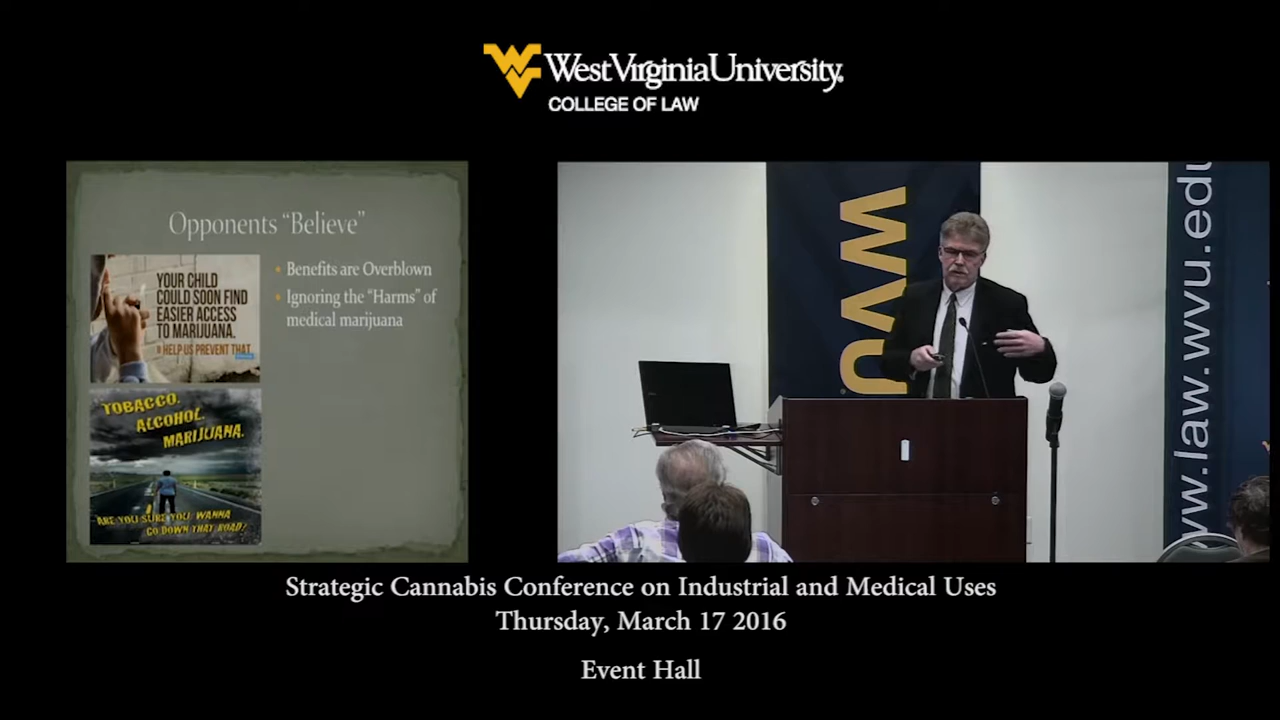 West Virginia University.
COLLEGE OF LAW
Opponents “Believe”
YOUR CHILD
COULD SOON FIND
EASIER ACCESS
TO MARIJUANA.
HELP US PREVENT THAT.
• Benefits are Overblown
• Ignoring the “Harms” of
medical marijuana
TOBACCO.
ALCOHOL.
MARIJUANA.
ARE YOU SURE YOU WANNA
GO DOWN THAT ROAD?
WVU
www.law.wvu.edu
Strategic Cannabis Conference on Industrial and Medical Uses
Thursday, March 17 2016
Event Hall